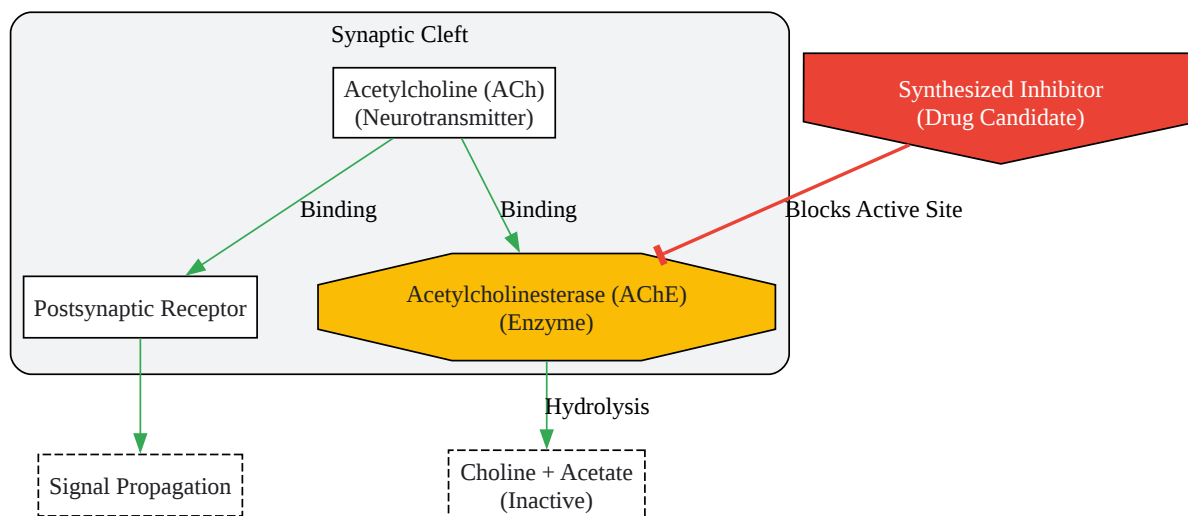 Synaptic Cleft
Acetylcholine (ACh)
(Neurotransmitter)
Synthesized Inhibitor
(Drug Candidate)
Binding
Binding
Blocks Active Site
Postsynaptic Receptor
Acetylcholinesterase (AChE)
(Enzyme)
Hydrolysis
Signal Propagation
Choline + Acetate
(Inactive)